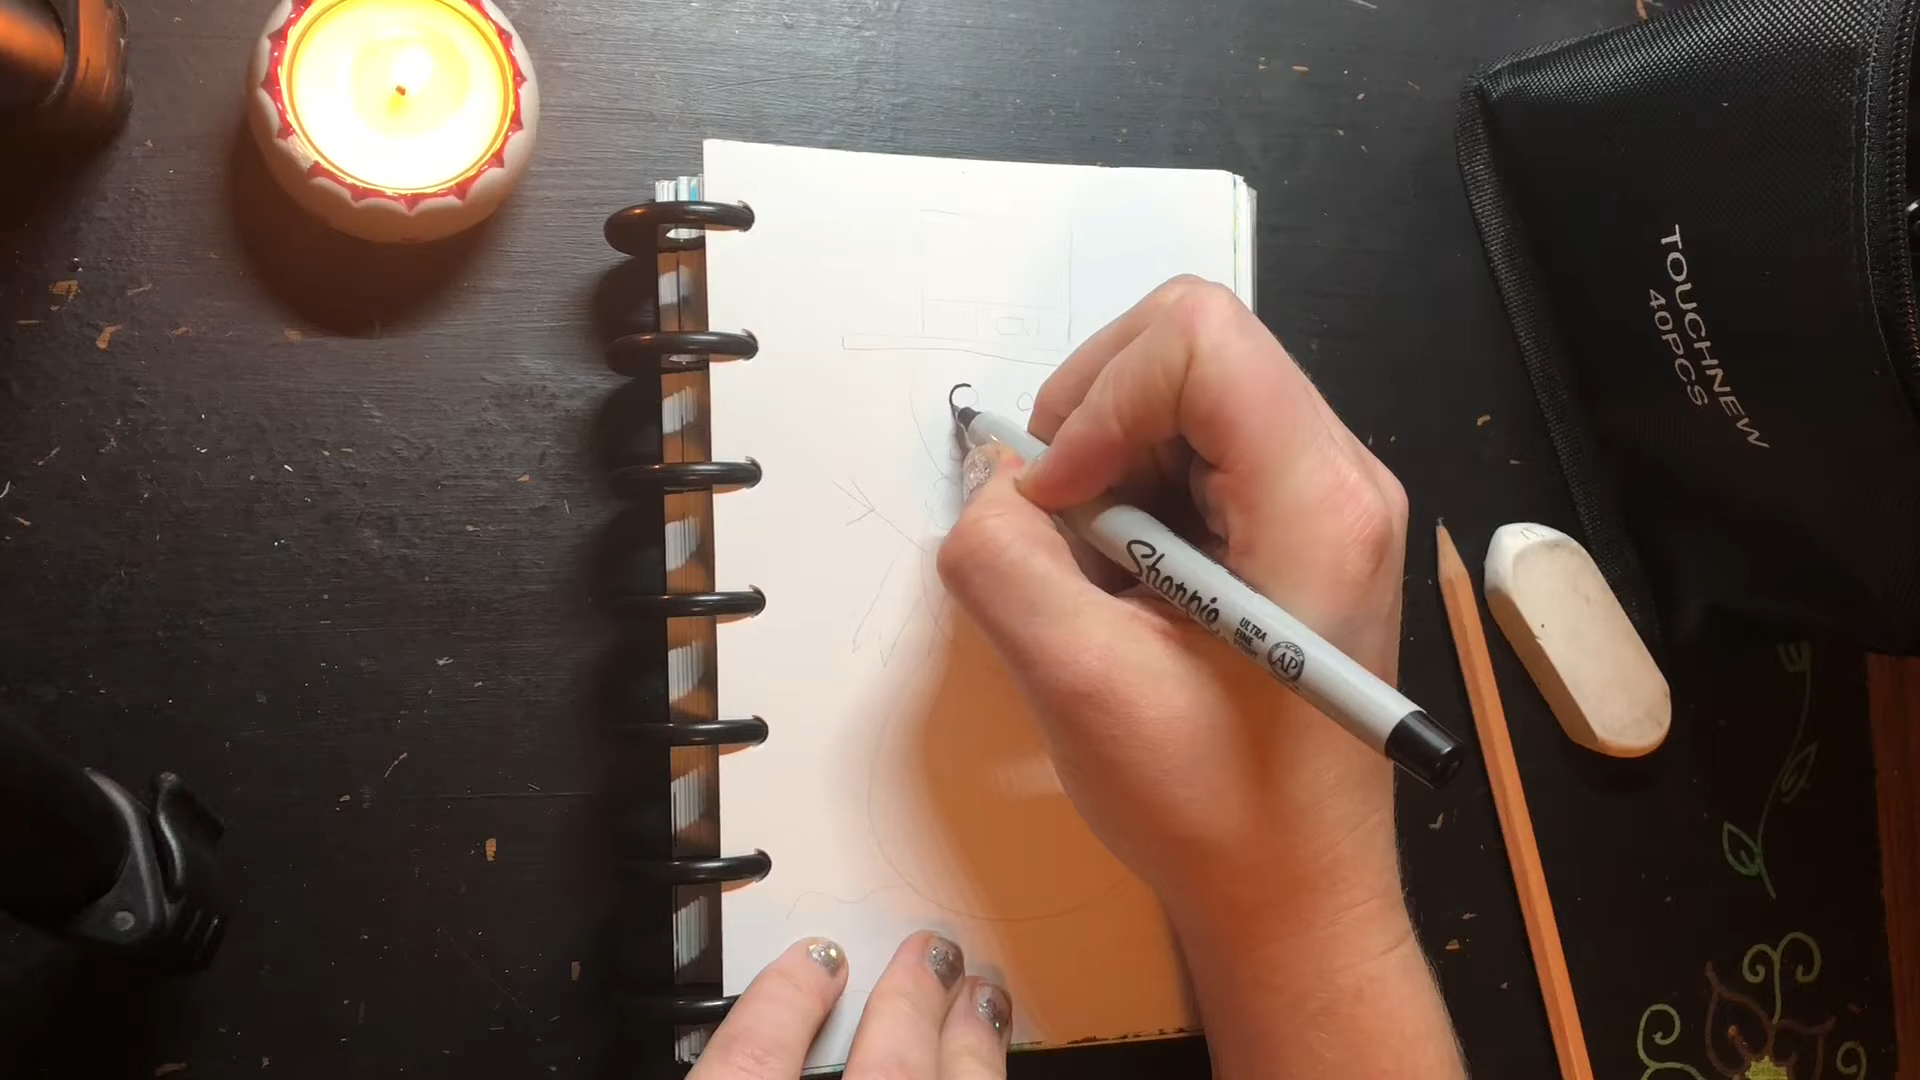 TOUCHNEW
40PCS
Sharpie
ULTRA
FINE
AP